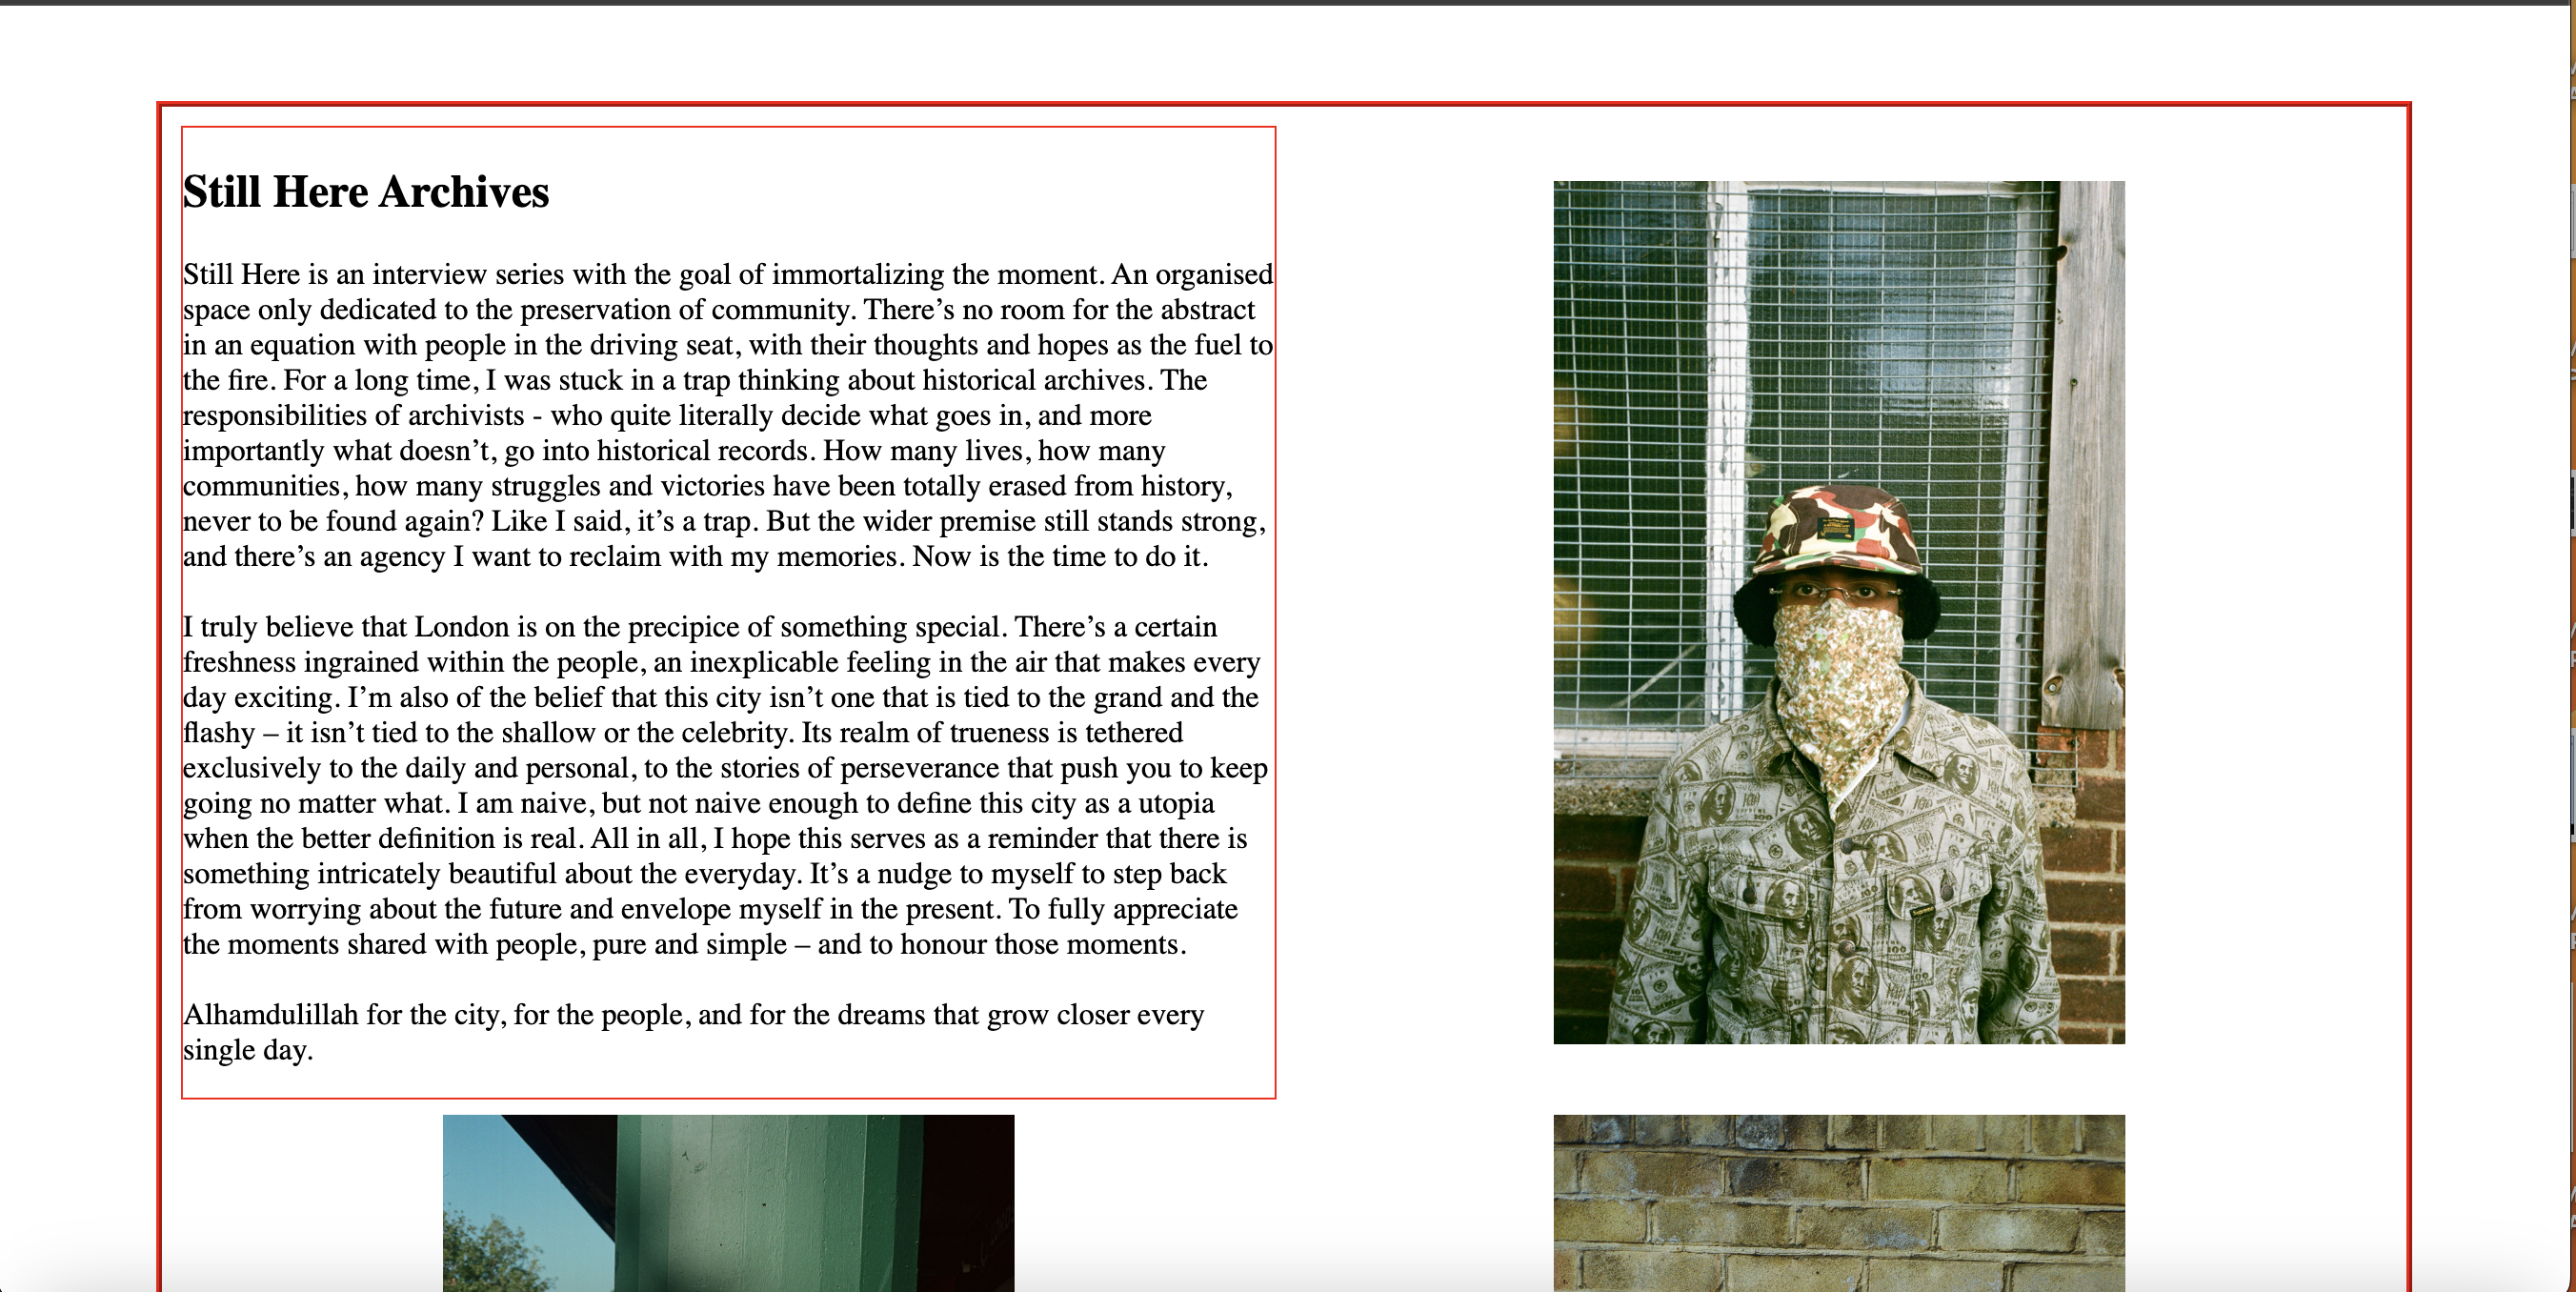 Still Here Archives
Still Here is an interview series with the goal of immortalizing the moment. An organised
space only dedicated to the preservation of community. There’s no room for the abstract
in an equation with people in the driving seat, with their thoughts and hopes as the fuel to
the fire. For a long time, I was stuck in a trap thinking about historical archives. The
responsibilities of archivists - who quite literally decide what goes in, and more
importantly what doesn’t, go into historical records. How many lives, how many
communities, how many struggles and victories have been totally erased from history,
never to be found again? Like I said, it’s a trap. But the wider premise still stands strong,
and there’s an agency I want to reclaim with my memories. Now is the time to do it.
I truly believe that London is on the precipice of something special. There’s a certain
freshness ingrained within the people, an inexplicable feeling in the air that makes every
day exciting. I’m also of the belief that this city isn’t one that is tied to the grand and the
flashy – it isn’t tied to the shallow or the celebrity. Its realm of trueness is tethered
exclusively to the daily and personal, to the stories of perseverance that push you to keep
going no matter what. I am naive, but not naive enough to define this city as a utopia
when the better definition is real. All in all, I hope this serves as a reminder that there is
something intricately beautiful about the everyday. It’s a nudge to myself to step back
from worrying about the future and envelope myself in the present. To fully appreciate
the moments shared with people, pure and simple – and to honour those moments.
Alhamdulillah for the city, for the people, and for the dreams that grow closer every
single day.